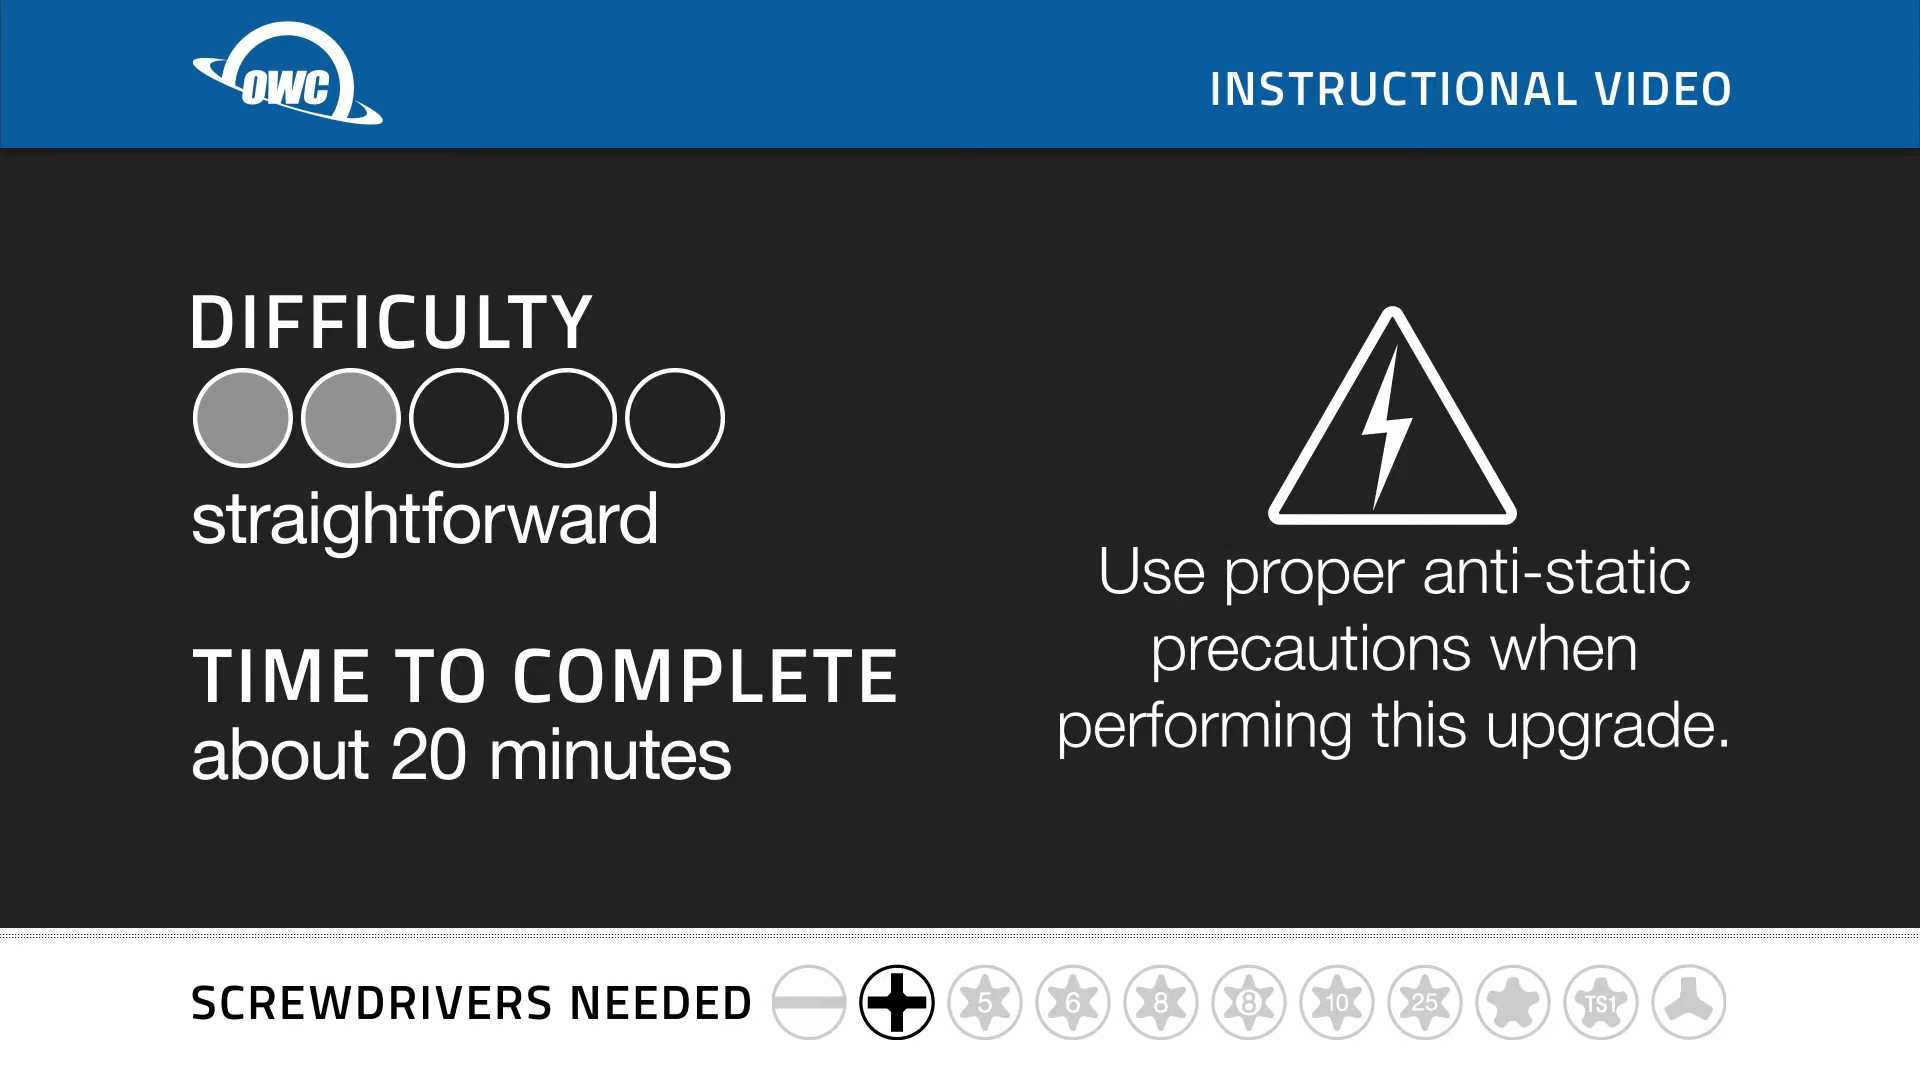 OWC
INSTRUCTIONAL VIDEO
DIFFICULTY
straightforward
TIME TO COMPLETE
about 20 minutes
Use proper anti-static
precautions when
performing this upgrade.
SCREWDRIVERS NEEDED 5 6 8 8 10 25 TS1